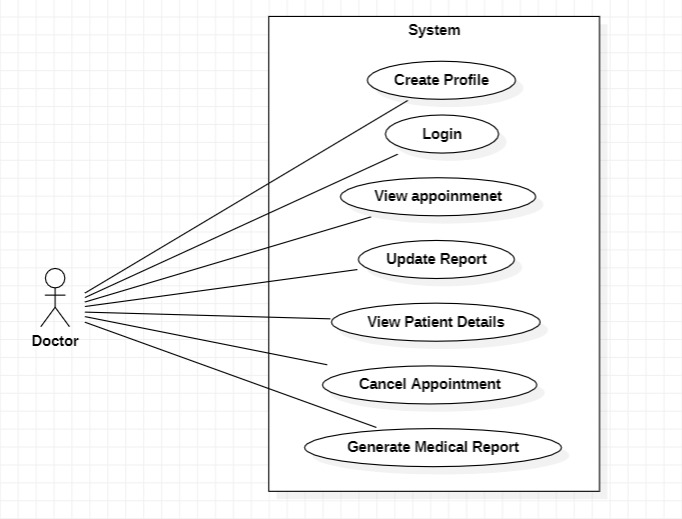 System
Create Profile
Login
View appoinmenet
Update Report
View Patient Details
Doctor
Cancel Appointment
Generate Medical Report